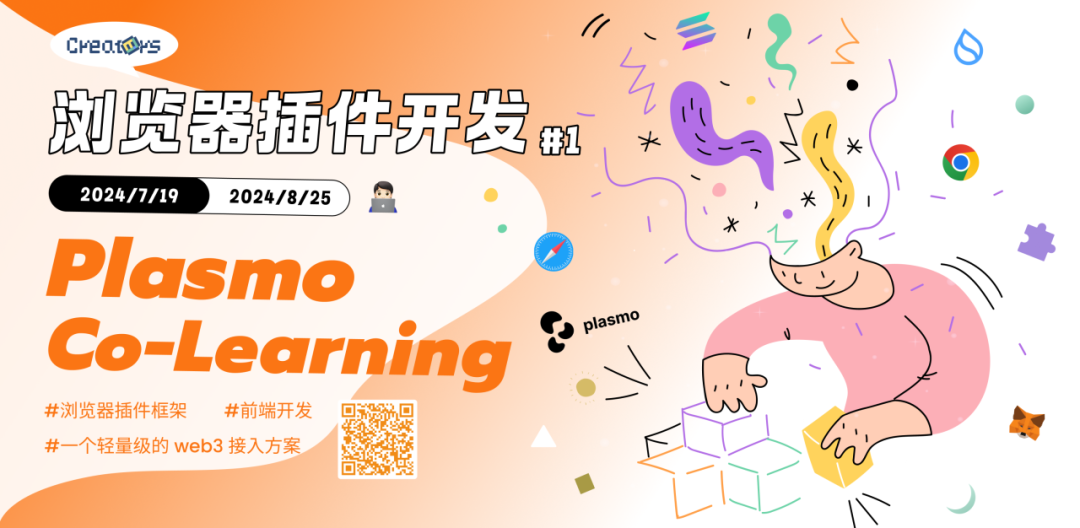 Creators
浏览器插件开发 #1
2024/7/19 2024/8/25
Plasmo
Co-Learning
plasmo
#浏览器插件框架 #前端开发
#一个轻量级的 web3 接入方案